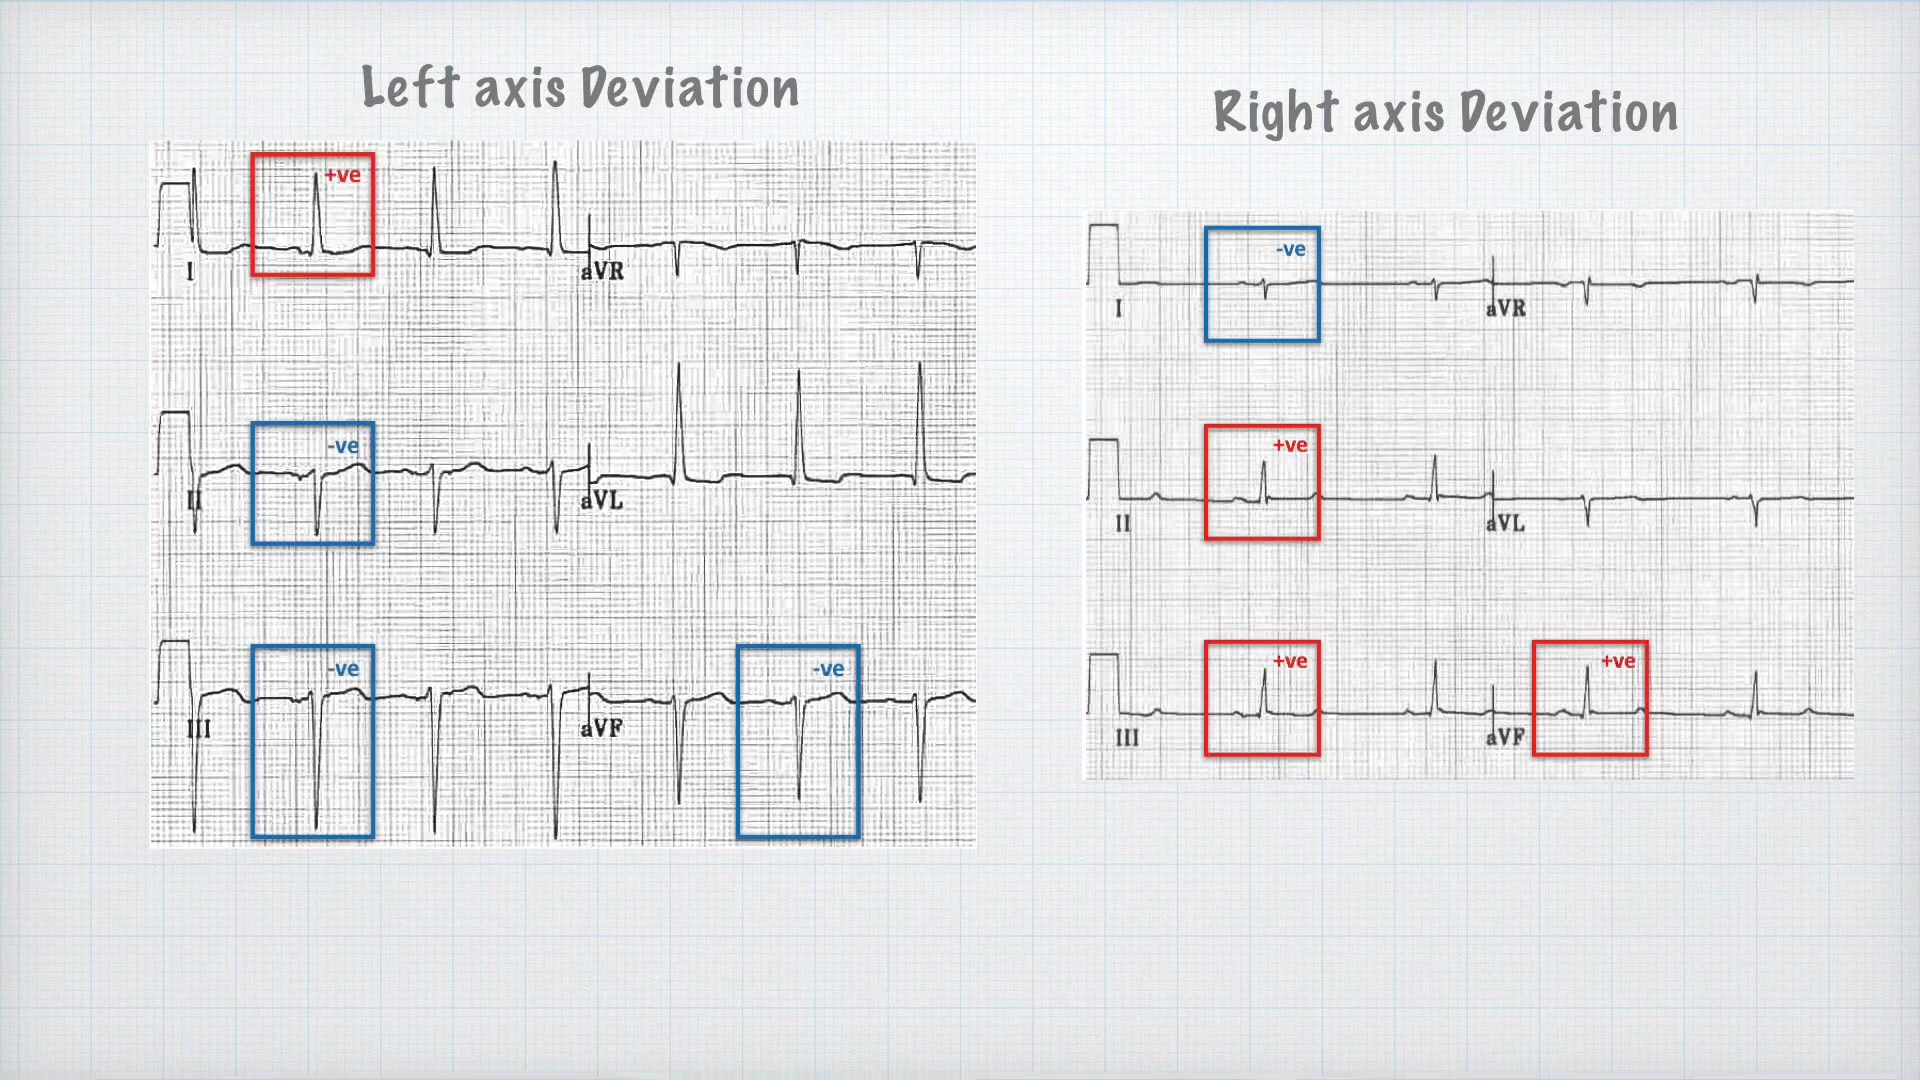 Left axis Deviation
+ve
I
aVR
-ve
II
aVL
-ve
-ve
III
aVF
Right axis Deviation
-ve
I
aVR
+ve
II
aVL
+ve
+ve
III
aVF